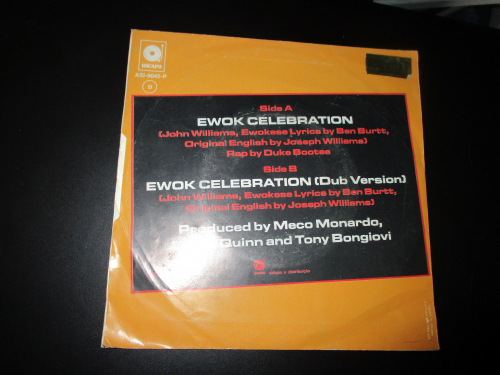 Side A
EWOK CELEBRATION
(John Williams, Ewokese Lyrics by Ben Burtt,
Original English by Joseph Williams)
Rap by Duke Bootee
Side B
EWOK CELEBRATION (Dub Version)
(John Williams, Ewokese Lyrics by Ben Burtt,
Original English by Joseph Williams)
Produced by Meco Monardo,
Quinn and Tony Bongiovi